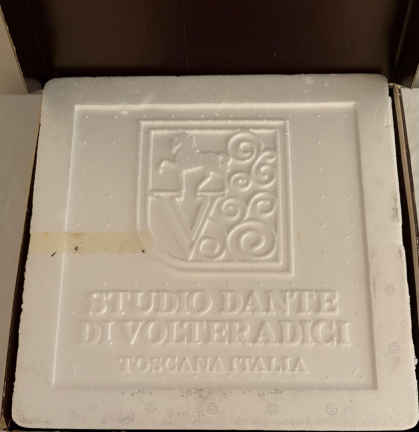 V
STUDIO DANTE
DI VOLTERADICI
TOSCANA ITALIA